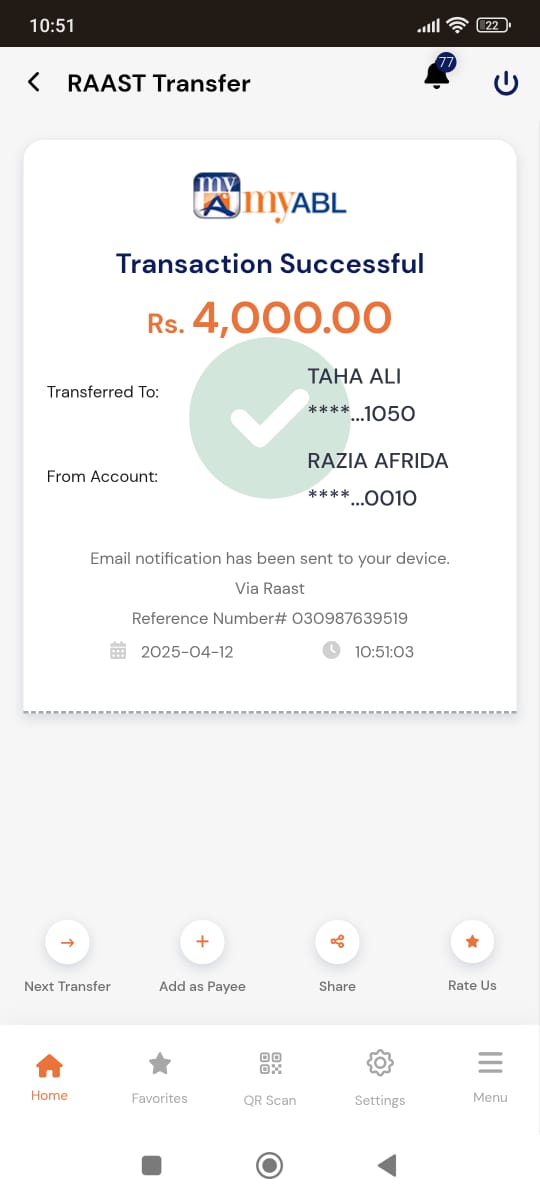 10:51
22
RAAST Transfer
77
my
myABL
Transaction Successful
Rs. 4,000.00
Transferred To:
TAHA ALI
****...1050
From Account:
RAZIA AFRIDA
****...0010
Email notification has been sent to your device.
Via Raast
Reference Number# 030987639519
2025-04-12 10:51:03
Next Transfer Add as Payee Share Rate Us
Home Favorites QR Scan Settings Menu